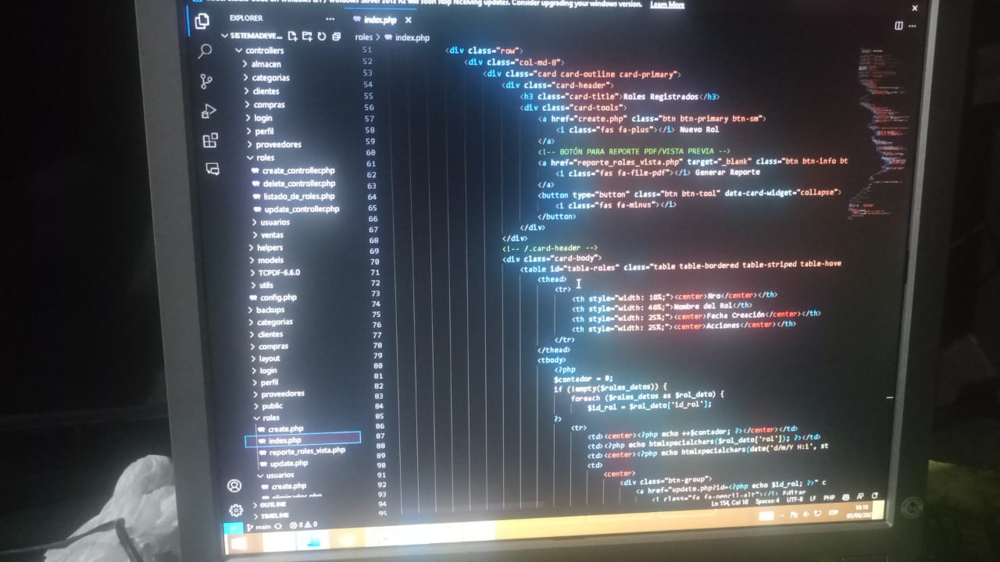 will soon stop receiving updates. Consider upgrading your windows version. Learn More
EXPLORER
index.php
SISTEMADEVE...
roles > index.php
controllers
almacen
categorias
clientes
compras
login
perfil
proveedores
roles
create_controller.php
delete_controller.php
listado_de_roles.php
update_controller.php
usuarios
ventas
helpers
models
TCPDF-6.6.0
utils
config.php
backups
categorias
clientes
compras
layout
login
perfil
proveedores
public
roles
create.php
index.php
reporte_roles_vista.php
update.php
usuarios
create.php
OUTLINE
TIMELINE
51 <div class="row">
52 <div class="col-md-8">
53 <div class="card card-outline card-primary">
54 <div class="card-header">
55 <h3 class="card-title">Roles Registrados</h3>
56 <div class="card-tools">
57 <a href="create.php" class="btn btn-primary btn-sm">
58 <i class="fas fa-plus"></i> Nuevo Rol
59 </a>
60 <!-- BOTÓN PARA REPORTE PDF/VISTA PREVIA -->
61 <a href="reporte_roles_vista.php" target="_blank" class="btn btn-info bt
62 <i class="fas fa-file-pdf"></i> Generar Reporte
63 </a>
64 <button type="button" class="btn btn-tool" data-card-widget="collapse">
65 <i class="fas fa-minus"></i>
66 </button>
67 </div>
68 </div>
69 <!-- /.card-header -->
70 <div class="card-body">
71 <table id="tabla-roles" class="table table-bordered table-striped table-hove
72 <thead>
73 <tr>
74 <th style="width: 10%;"><center>Nro</center></th>
75 <th style="width: 40%;">Nombre del Rol</th>
76 <th style="width: 25%;"><center>Fecha Creación</center></th>
77 <th style="width: 25%;"><center>Acciones</center></th>
78 </tr>
79 </thead>
80 <tbody>
81 <?php
82 $contador = 0;
83 if (!empty($roles_datos)) {
84 foreach ($roles_datos as $rol_dato) {
85 $id_rol = $rol_dato['id_rol'];
86 ?>
87 <tr>
88 <td><center><?php echo ++$contador; ?></center></td>
89 <td><?php echo htmlspecialchars($rol_dato['rol']); ?></td>
90 <td><center><?php echo htmlspecialchars(date('d/m/Y H:i', st
91 <td>
92 <center>
93 <div class="btn-group">
94 <a href="update.php?id=<?php echo $id_rol; ?>" c
95 <i class="fa fa-pencil-alt"></i> Editar
main 0 0
Ln 154, Col 10 Spaces: 4 UTF-8 LF PHP
ESP
10:10
05/08/202